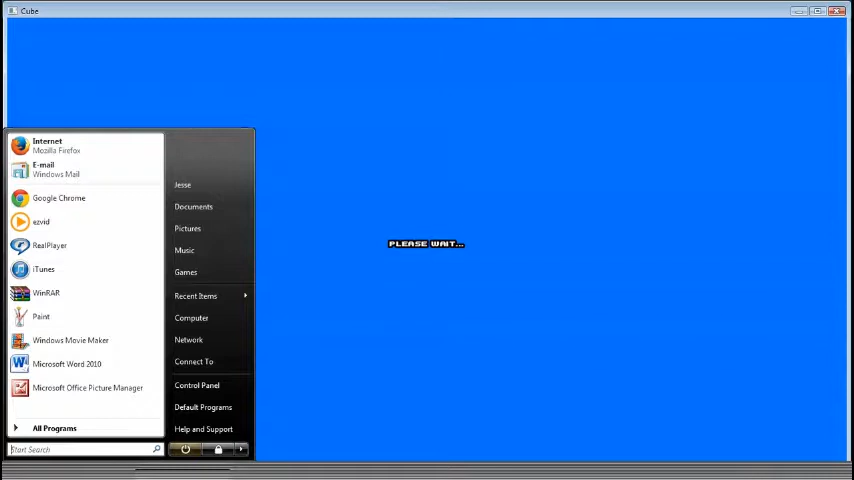 Cube
Internet
Mozilla Firefox
E-mail
Windows Mail
Google Chrome
ezvid
RealPlayer
iTunes
WinRAR
Paint
Windows Movie Maker
Microsoft Word 2010
Microsoft Office Picture Manager
All Programs
Start Search
Jesse
Documents
Pictures
Music
Games
Recent Items
Computer
Network
Connect To
Control Panel
Default Programs
Help and Support
PLEASE WAIT...